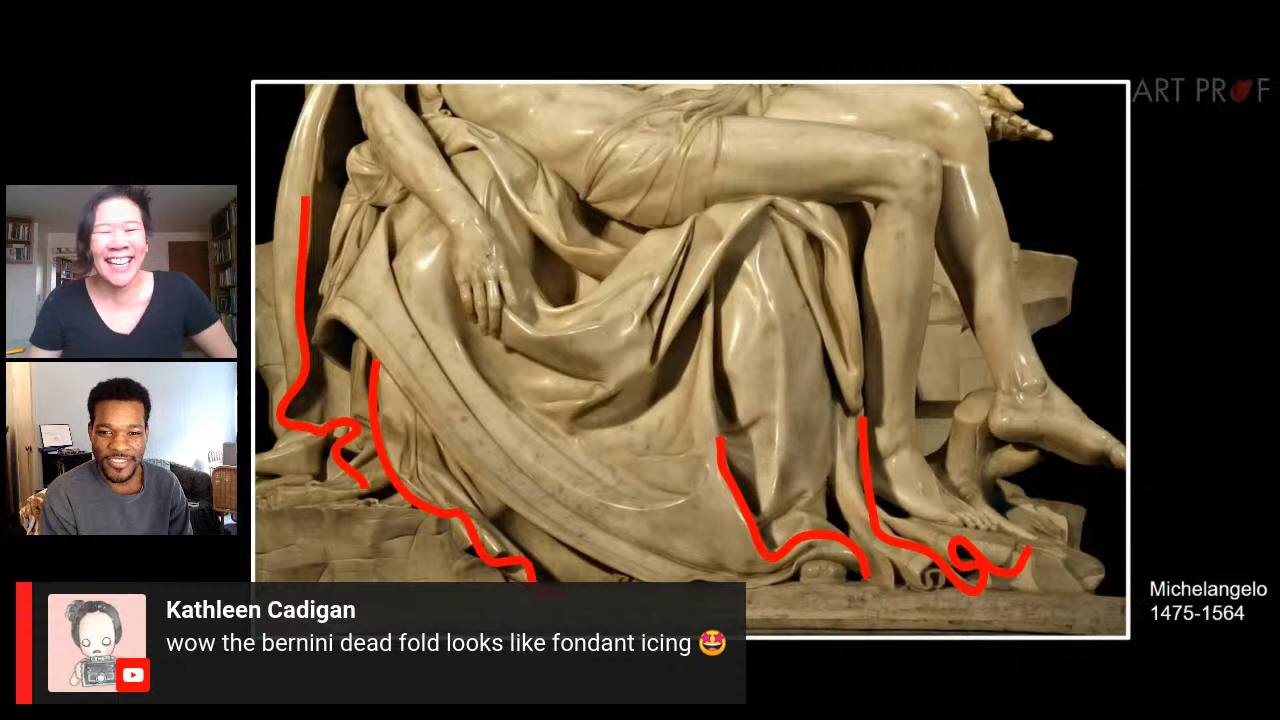 ART PROF
Michelangelo
1475-1564
Kathleen Cadigan
wow the bernini dead fold looks like fondant icing 🤩